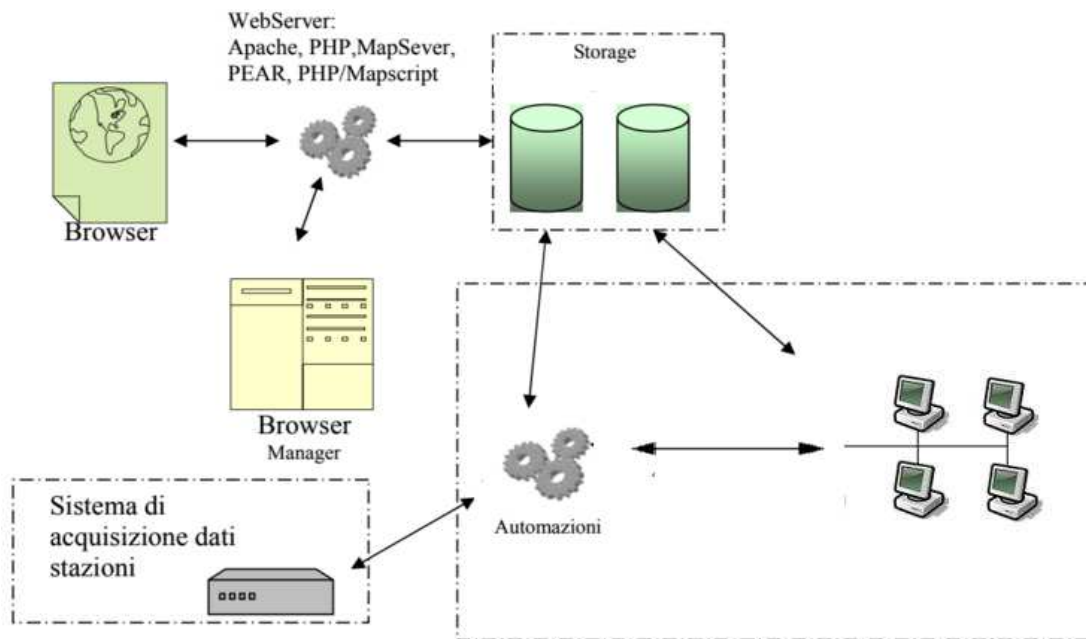 WebServer:
Apache, PHP,MapSever,
PEAR, PHP/Mapscript
Storage
Browser
Browser
Manager
Sistema di
acquisizione dati
stazioni
Automazioni